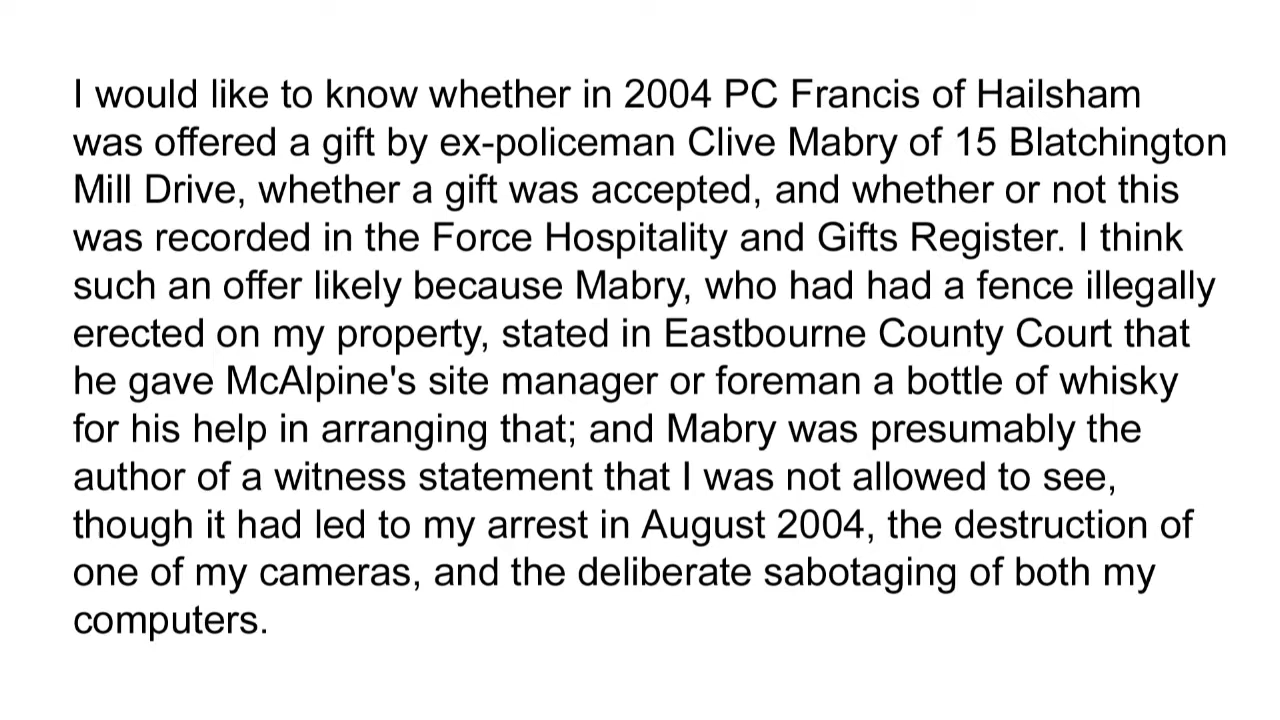 I would like to know whether in 2004 PC Francis of Hailsham
was offered a gift by ex-policeman Clive Mabry of 15 Blatchington
Mill Drive, whether a gift was accepted, and whether or not this
was recorded in the Force Hospitality and Gifts Register. I think
such an offer likely because Mabry, who had had a fence illegally
erected on my property, stated in Eastbourne County Court that
he gave McAlpine's site manager or foreman a bottle of whisky
for his help in arranging that; and Mabry was presumably the
author of a witness statement that I was not allowed to see,
though it had led to my arrest in August 2004, the destruction of
one of my cameras, and the deliberate sabotaging of both my
computers.